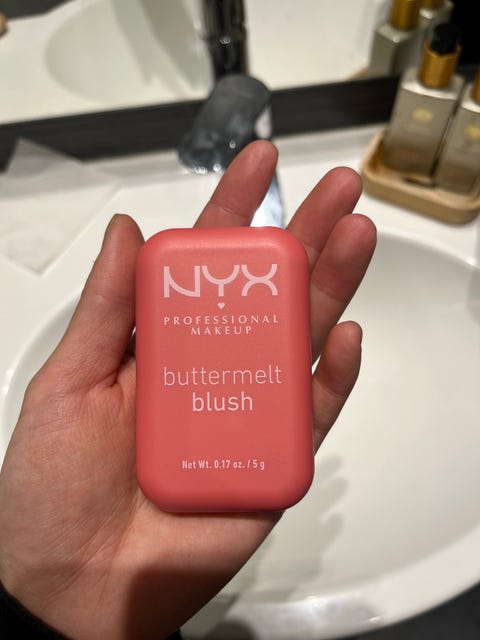 NYX
PROFESSIONAL
MAKEUP
buttermelt
blush
Net Wt. 0.17 oz. / 5 g